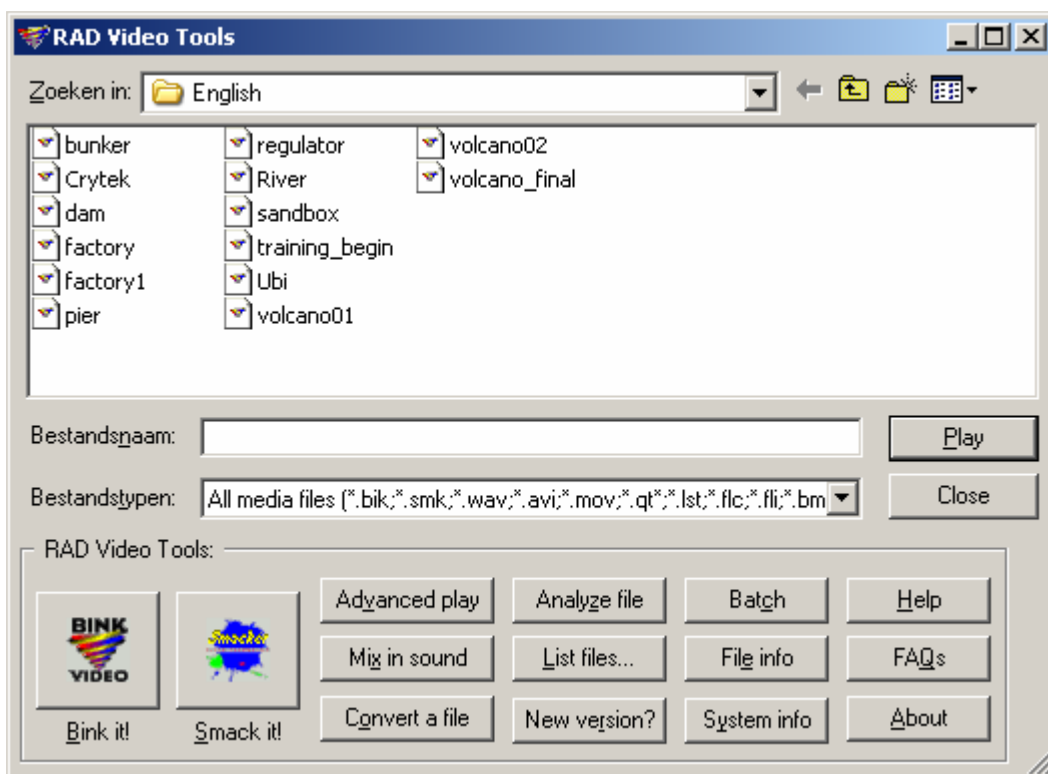 RAD Video Tools
Zoeken in: English
bunker regulator volcano02
Crytek River volcano_final
dam sandbox
factory training_begin
factory1 Ubi
pier volcano01
Bestandsnaam: Play
Bestandstypen: All media files (*.bik;*.smk;*.wav;*.avi;*.mov;*.qt*;*.lst;*.flc;*.fli;*.bm Close
RAD Video Tools:
BINK VIDEO
Smacker
Advanced play Analyze file Batch Help
Mix in sound List files... File info FAQs
Bink it! Smack it! Convert a file New version? System info About